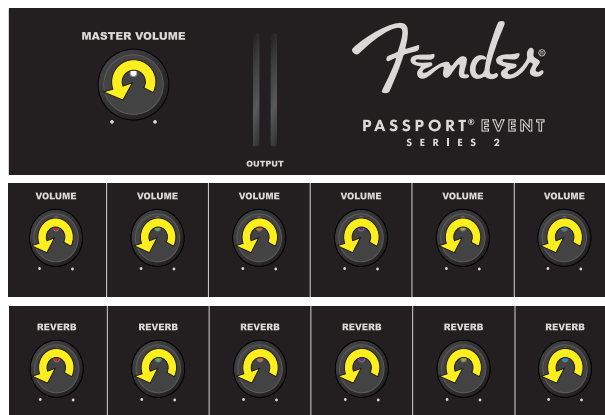 MASTER VOLUME
Fender®
PASSPORT® EVENT
SERIES 2
OUTPUT
VOLUME VOLUME VOLUME VOLUME VOLUME VOLUME
REVERB REVERB REVERB REVERB REVERB REVERB